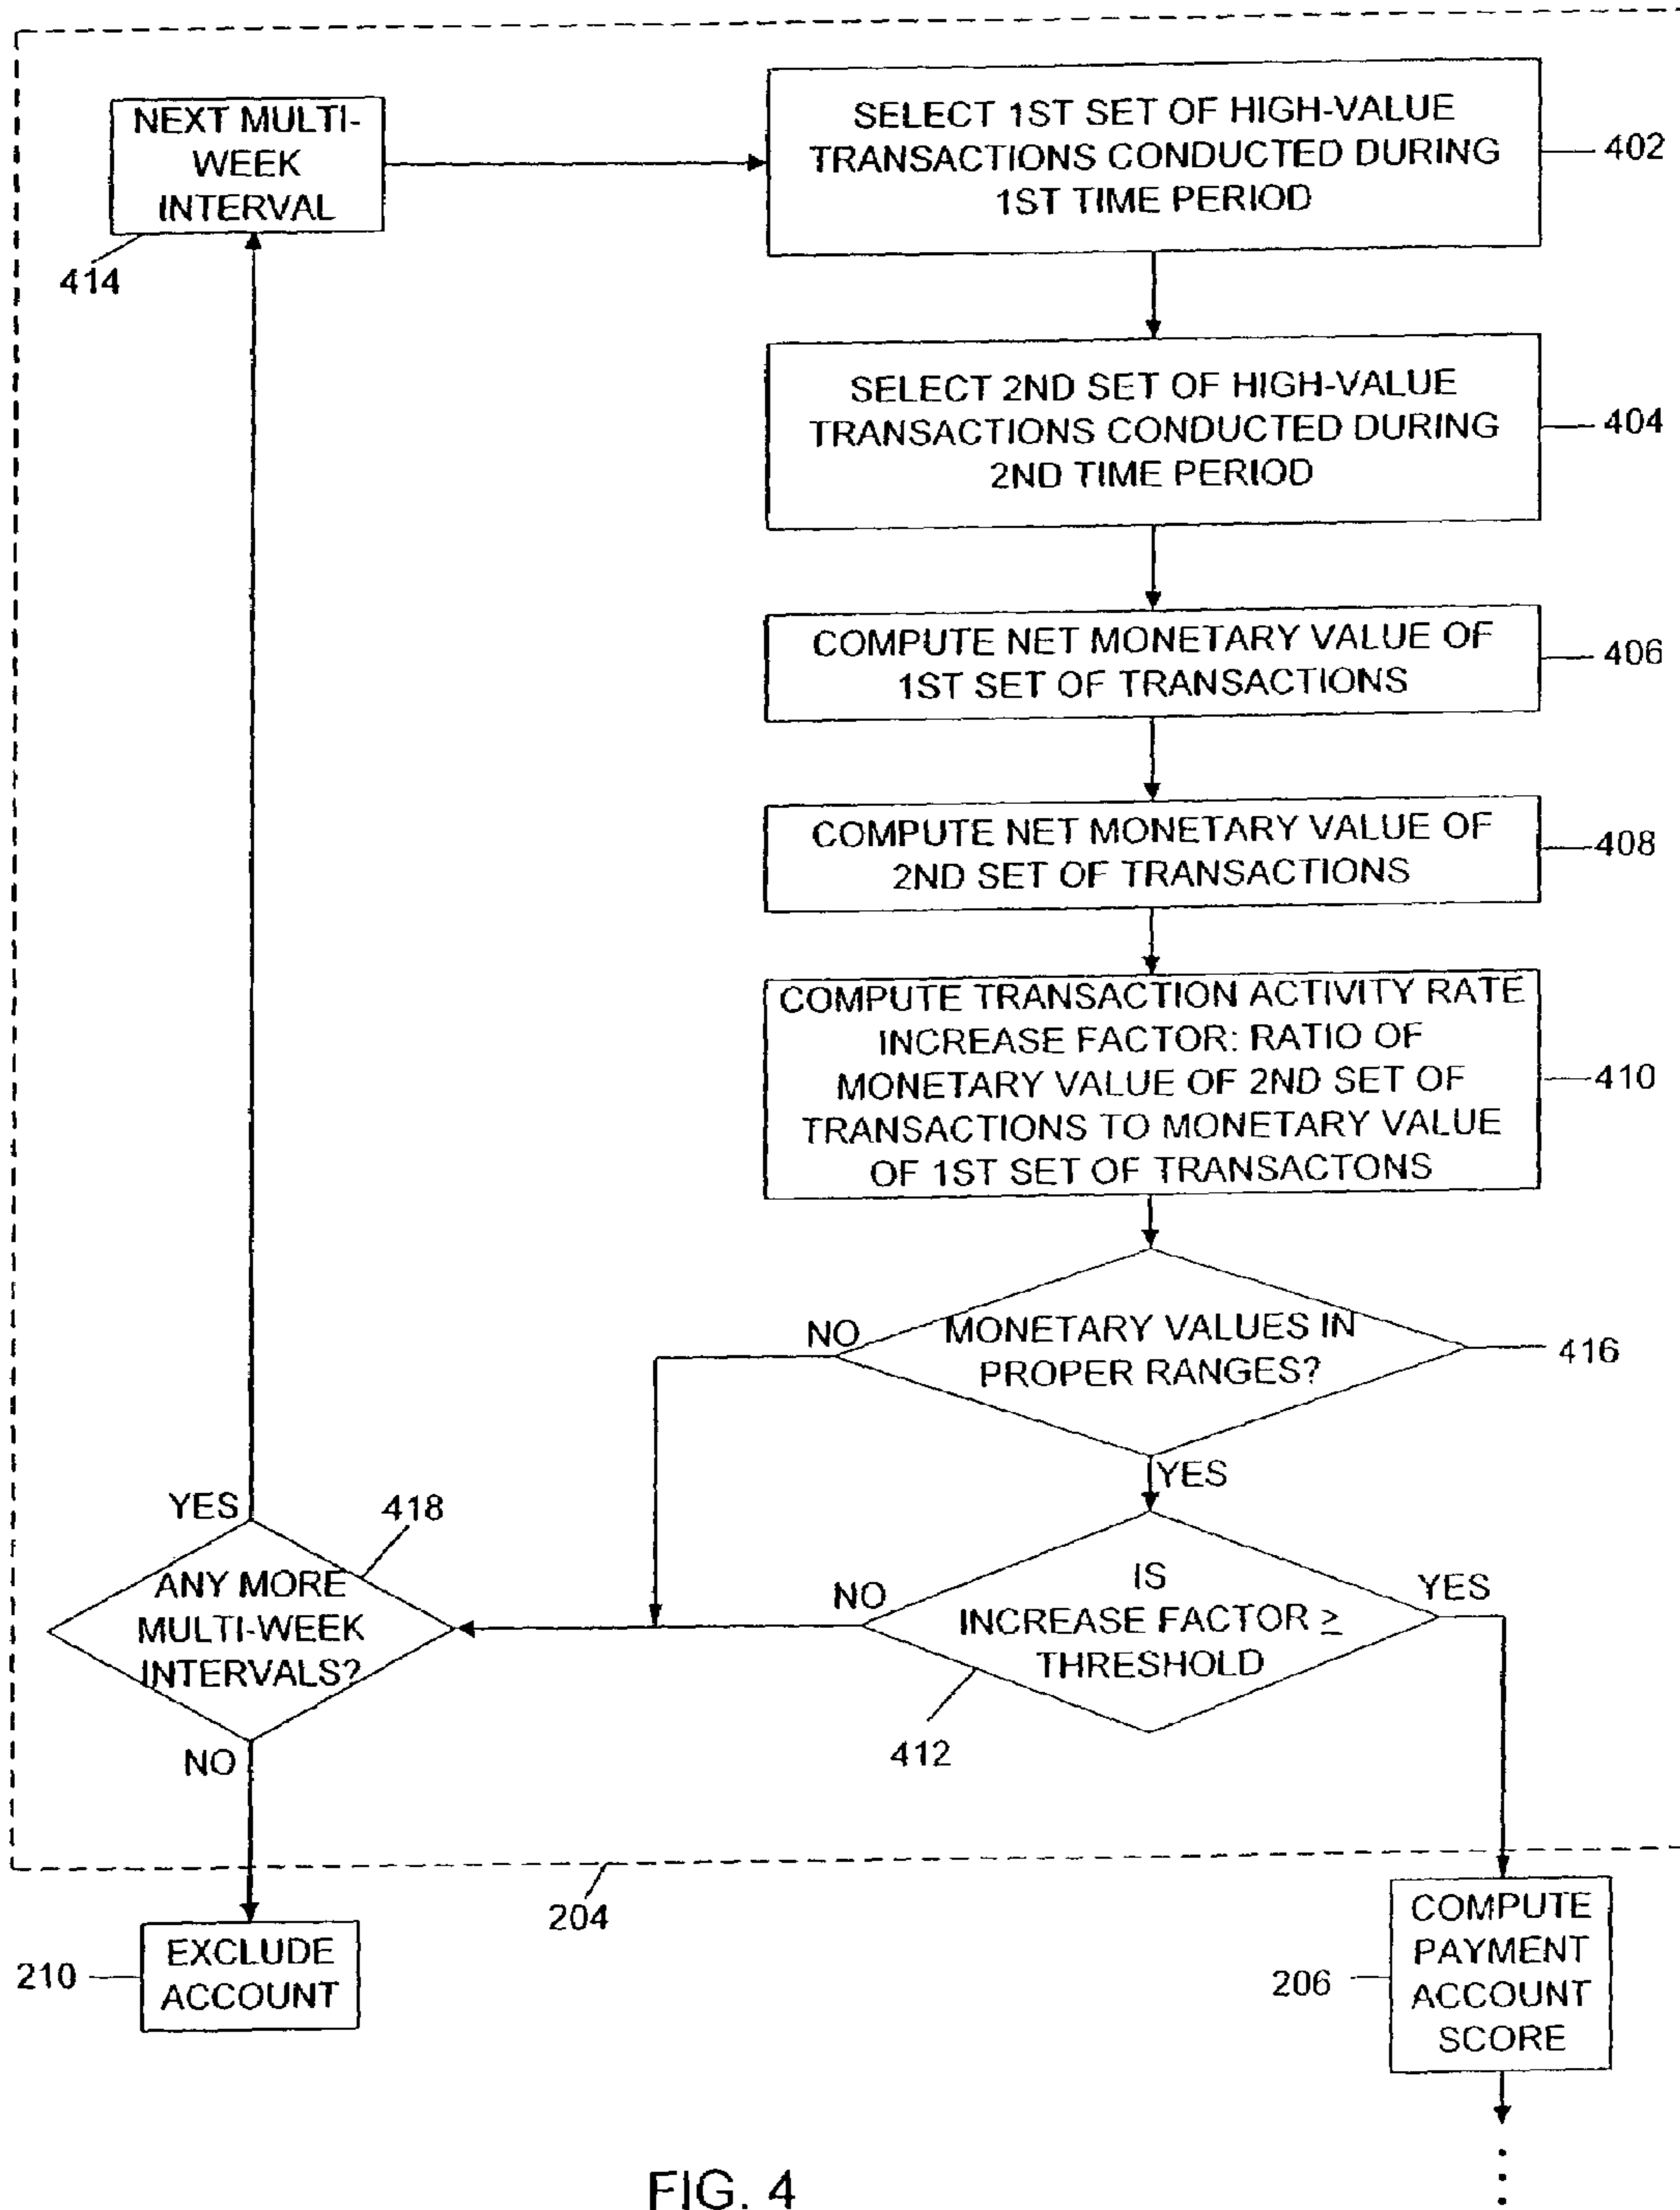 NEXT MULTI-
WEEK
INTERVAL
414
SELECT 1ST SET OF HIGH-VALUE
TRANSACTIONS CONDUCTED DURING
1ST TIME PERIOD
402
SELECT 2ND SET OF HIGH-VALUE
TRANSACTIONS CONDUCTED DURING
2ND TIME PERIOD
404
COMPUTE NET MONETARY VALUE OF
1ST SET OF TRANSACTIONS
406
COMPUTE NET MONETARY VALUE OF
2ND SET OF TRANSACTIONS
408
COMPUTE TRANSACTION ACTIVITY RATE
INCREASE FACTOR: RATIO OF
MONETARY VALUE OF 2ND SET OF
TRANSACTIONS TO MONETARY VALUE
OF 1ST SET OF TRANSACTONS
410
NO
MONETARY VALUES IN
PROPER RANGES?
416
YES
YES
418
ANY MORE
MULTI-WEEK
INTERVALS?
NO
NO
IS
INCREASE FACTOR ≥
THRESHOLD
YES
412
204
210
EXCLUDE
ACCOUNT
206
COMPUTE
PAYMENT
ACCOUNT
SCORE
FIG. 4